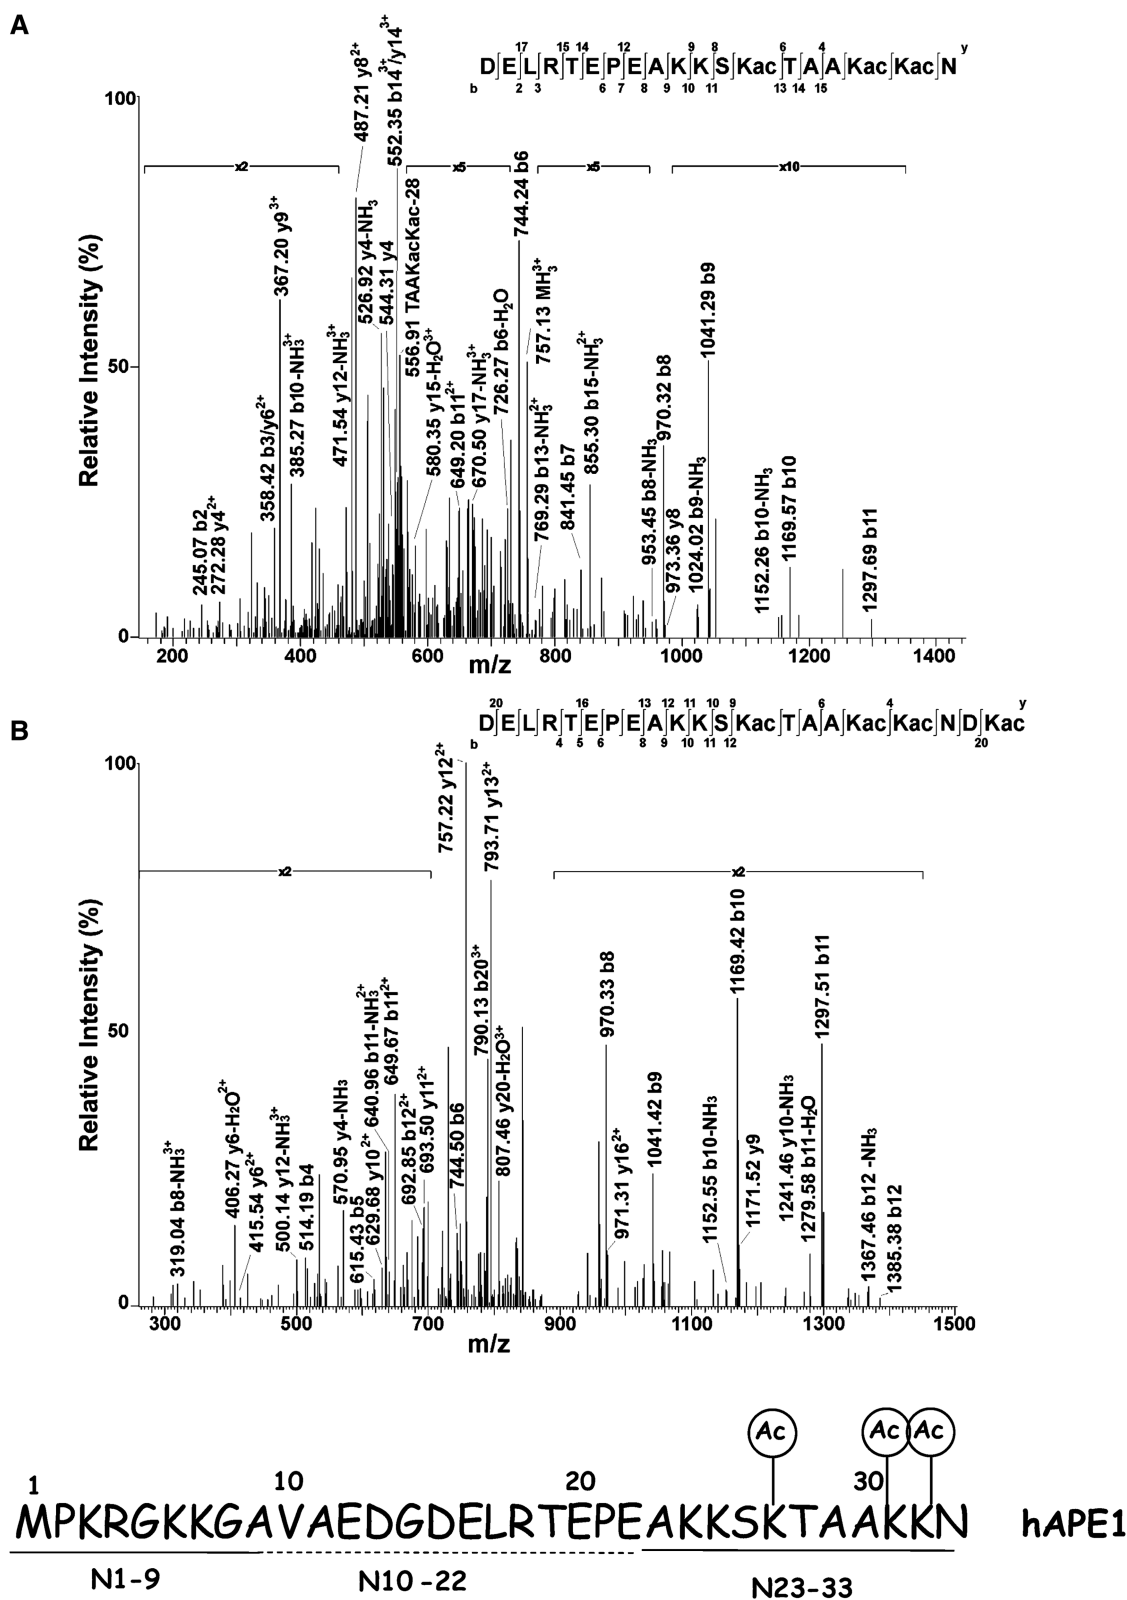 A
17 15 14 12 9 8 6 4 y
DELRTEPEAKKSKacTAAKacKacN
b 2 3 6 7 8 9 10 11 13 14 15
100
50
0
Relative Intensity (%)
x2 x5 x5 x10
245.07 b2
272.28 y4²⁺
358.42 b3/y6²⁺
367.20 y9³⁺
385.27 b10-NH₃³⁺
471.54 y12-NH₃³⁺
487.21 y8²⁺
526.92 y4-NH₃
544.31 y4
552.35 b14³⁺/y14³⁺
556.91 TAAKacKac-28
580.35 y15-H₂O³⁺
649.20 b11²⁺
670.50 y17-NH₃³⁺
726.27 b6-H₂O
744.24 b6
757.13 MH₃³⁺
769.29 b13-NH₃²⁺
841.45 b7
855.30 b15-NH₃²⁺
953.45 b8-NH₃
970.32 b8
973.36 y8
1024.02 b9-NH₃
1041.29 b9
1152.26 b10-NH₃
1169.57 b10
1297.69 b11
200 400 600 800 1000 1200 1400
m/z
B
20 16 13 12 11 10 9 6 4 y
DELRTEPEAKKSKacTAAKacKacNDKac
b 4 5 6 8 9 10 11 12 20
100
50
0
Relative Intensity (%)
x2 x2
319.04 b8-NH₃³⁺
406.27 y6-H₂O²⁺
415.54 y6²⁺
500.14 y12-NH₃³⁺
514.19 b4
570.95 y4-NH₃
615.43 b5
629.68 y10²⁺
640.96 b11-NH₃²⁺
649.67 b11²⁺
692.85 b12²⁺
693.50 y11²⁺
744.50 b6
757.22 y12²⁺
790.13 b20³⁺
793.71 y13²⁺
807.46 y20-H₂O³⁺
970.33 b8
971.31 y16²⁺
1041.42 b9
1152.55 b10-NH₃
1169.42 b10
1171.52 y9
1241.46 y10-NH₃
1279.58 b11-H₂O
1297.51 b11
1367.46 b12 -NH₃
1385.38 b12
300 500 700 900 1100 1300 1500
m/z
Ac Ac Ac
1 10 20 30
MPKRGKKGAVAEDGDELRTEPEAKKSKTAAKKN hAPE1
N1-9 N10-22 N23-33